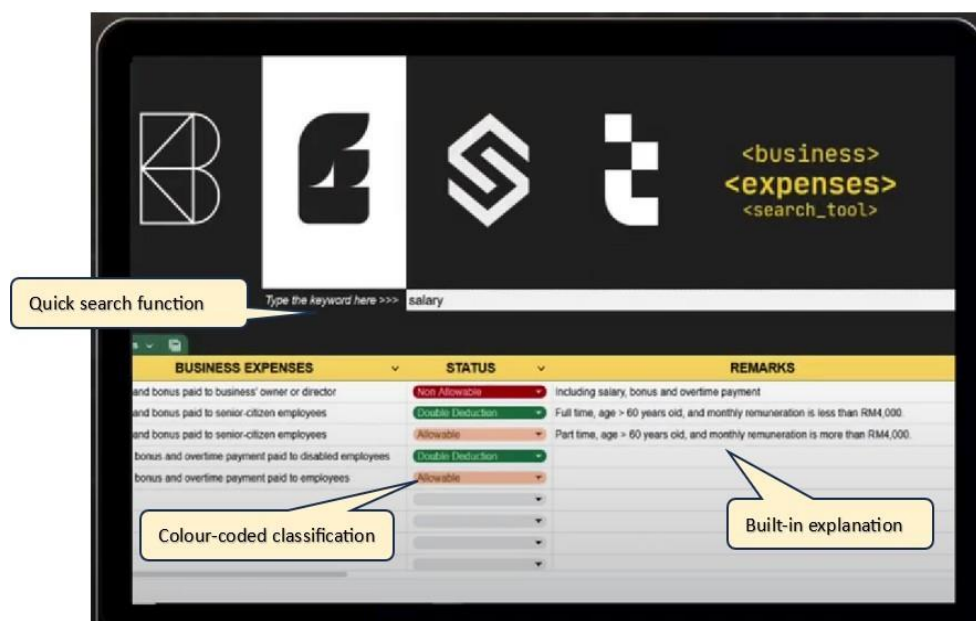 B E S t
<business>
<expenses>
<search_tool>
Quick search function
Type the keyword here >>> salary
BUSINESS EXPENSES STATUS REMARKS
and bonus paid to business' owner or director Non Allowable Including salary, bonus and overtime payment
and bonus paid to senior-citizen employees Double Deduction Full time, age > 60 years old, and monthly remuneration is less than RM4,000.
and bonus paid to senior-citizen employees Allowable Part time, age > 60 years old, and monthly remuneration is more than RM4,000.
bonus and overtime payment paid to disabled employees Double Deduction
bonus and overtime payment paid to employees Allowable
Colour-coded classification
Built-in explanation